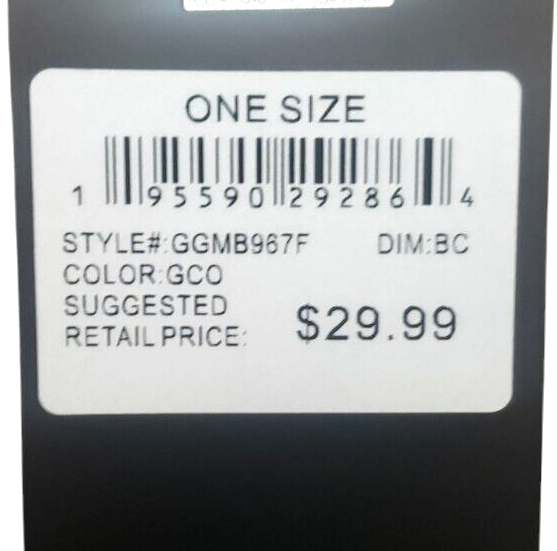 ONE SIZE
1 95590 29286 4
STYLE#:GGMB967F DIM:BC
COLOR:GCO
SUGGESTED
RETAIL PRICE: $29.99